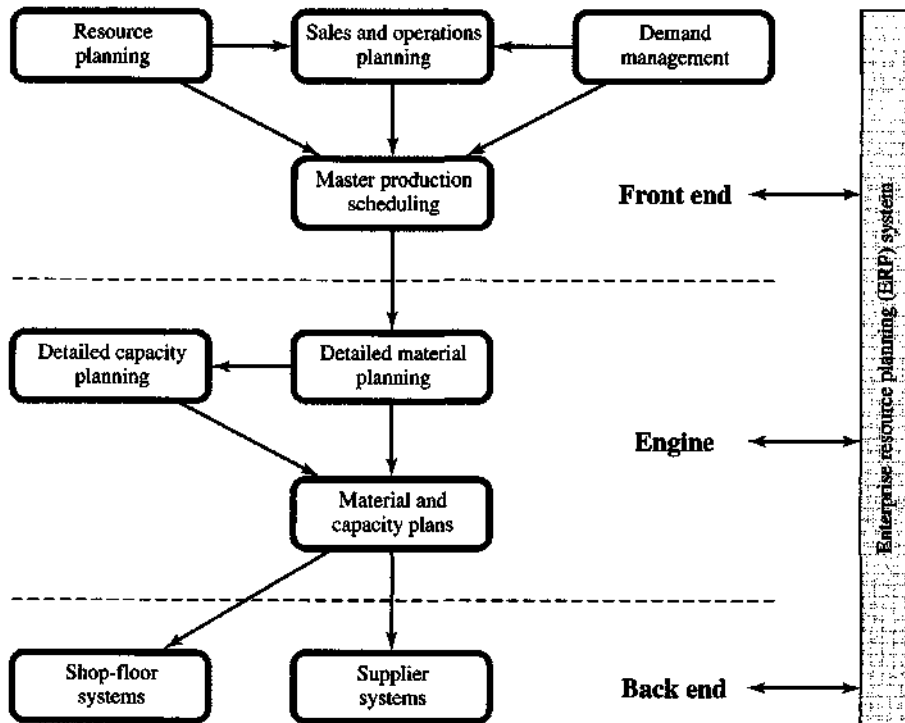 Resource
planning
Sales and operations
planning
Demand
management
Master production
scheduling
Front end
Enterprise resource planning (ERP) system
Detailed capacity
planning
Detailed material
planning
Engine
Material and
capacity plans
Shop-floor
systems
Supplier
systems
Back end